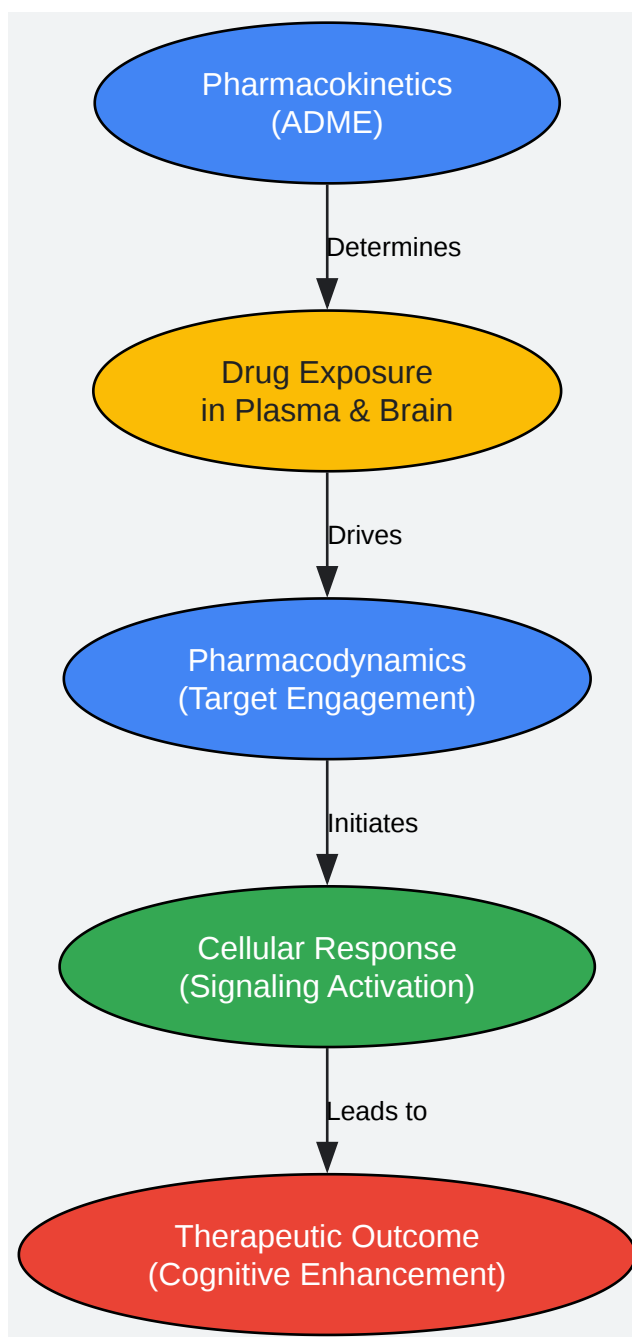 Pharmacokinetics
(ADME)
Determines
Drug Exposure
in Plasma & Brain
Drives
Pharmacodynamics
(Target Engagement)
Initiates
Cellular Response
(Signaling Activation)
Leads to
Therapeutic Outcome
(Cognitive Enhancement)